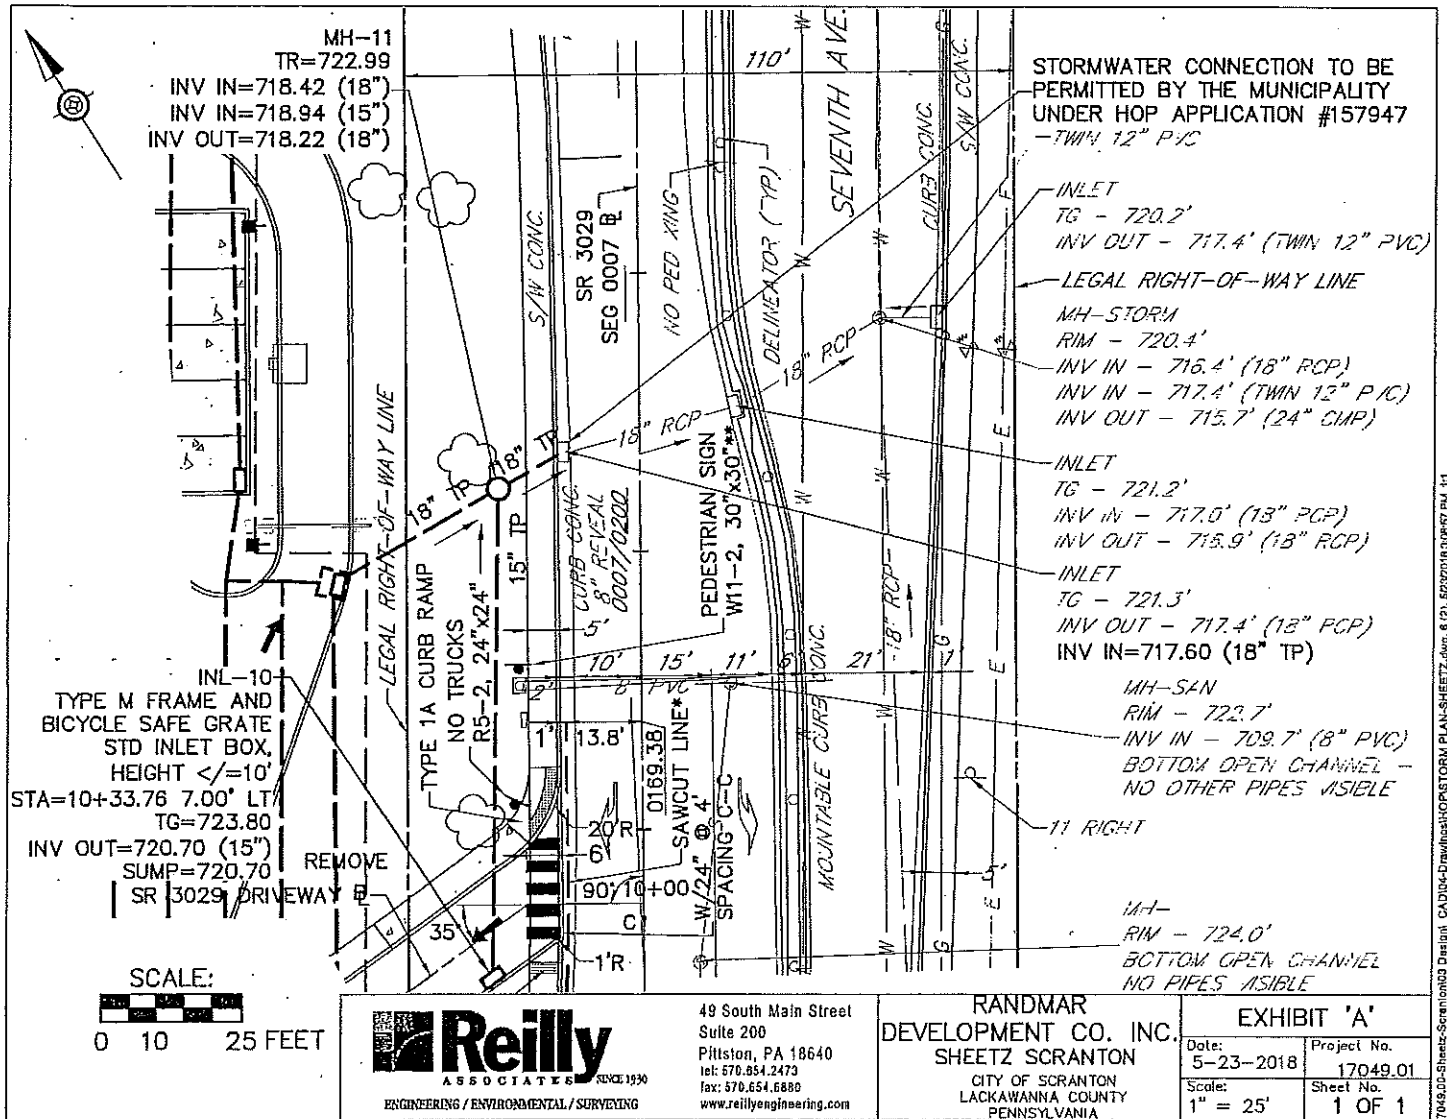 MH-11
TR=722.99
INV IN=718.42 (18")
INV IN=718.94 (15")
INV OUT=718.22 (18")
110'
SEVENTH AVE.
CURB CONC.
S/W CONC.
STORMWATER CONNECTION TO BE
PERMITTED BY THE MUNICIPALITY
UNDER HOP APPLICATION #157947
TWIN 12" PVC
INLET
TG - 720.2'
INV OUT - 717.4' (TWIN 12" PVC)
LEGAL RIGHT-OF-WAY LINE
MH-STORM
RIM - 720.4'
INV IN - 716.4' (18" RCP)
INV IN - 717.4' (TWIN 12" PVC)
INV OUT - 715.7' (24" CMP)
INLET
TG - 721.2'
INV IN - 717.0' (18" RCP)
INV OUT - 716.9' (18" RCP)
INLET
TG - 721.3'
INV OUT - 717.4' (18" RCP)
INV IN=717.60 (18" TP)
MH-SAN
RIM - 722.7'
INV IN - 709.7' (8" PVC)
BOTTOM OPEN CHANNEL -
NO OTHER PIPES VISIBLE
11 RIGHT
MH-
RIM - 724.0'
BOTTOM OPEN CHANNEL
NO PIPES VISIBLE
S/W CONC.
SR 3029
SEG 0007
NO PED XING
DELINEATOR (TYP)
18" RCP
18" RCP
18" RCP
W
W
W
W
W
W
G
G
G
G
E
E
E
E
LEGAL RIGHT-OF-WAY LINE
18" TP
18" TP
15" TP
CURB CONC.
8" REVEAL
0007/0200
PEDESTRIAN SIGN
W11-2, 30"x30"**
TYPE 1A CURB RAMP
NO TRUCKS
R5-2, 24"x24"
5'
10'
15'
11'
6'
21'
1'
2'
8" PVC
1'
13.8'
0169.38
SAWCUT LINE*
W/24" @ 4'
SPACING C-C
MOUNTABLE CURB CONC.
20'R
6'
90°
10+00
C
1'R
35'
5'
INL-10
TYPE M FRAME AND
BICYCLE SAFE GRATE
STD INLET BOX,
HEIGHT </=10'
STA=10+33.76 7.00' LT
TG=723.80
INV OUT=720.70 (15")
SUMP=720.70
REMOVE
SR 3029 DRIVEWAY
SCALE:
0 10 25 FEET
Reilly
ASSOCIATES SINCE 1930
ENGINEERING / ENVIRONMENTAL / SURVEYING
49 South Main Street
Suite 200
Pittston, PA 18640
tel: 570.654.2473
fax: 570.654.6880
www.reillyengineering.com
RANDMAR
DEVELOPMENT CO. INC.
SHEETZ SCRANTON
CITY OF SCRANTON
LACKAWANNA COUNTY
PENNSYLVANIA
EXHIBIT 'A'
Date:
5-23-2018
Project No.
17049.01
Scale:
1" = 25'
Sheet No.
1 OF 1